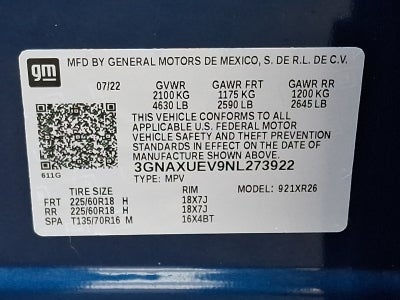 gm
MFD BY GENERAL MOTORS DE MEXICO, S. DE R.L. DE C.V.
07/22 GVWR GAWR FRT GAWR RR
2100 KG 1175 KG 1200 KG
4630 LB 2590 LB 2645 LB
THIS VEHICLE CONFORMS TO ALL
APPLICABLE U.S. FEDERAL MOTOR
VEHICLE SAFETY AND THEFT
PREVENTION STANDARDS IN EFFECT ON
THE DATE OF MANUFACTURE SHOWN ABOVE.
611G
3GNAXUEV9NL273922
TYPE: MPV
TIRE SIZE RIM MODEL: 921XR26
FRT 225/60R18 H 18X7J
RR 225/60R18 H 18X7J
SPA T135/70R16 M 16X4BT